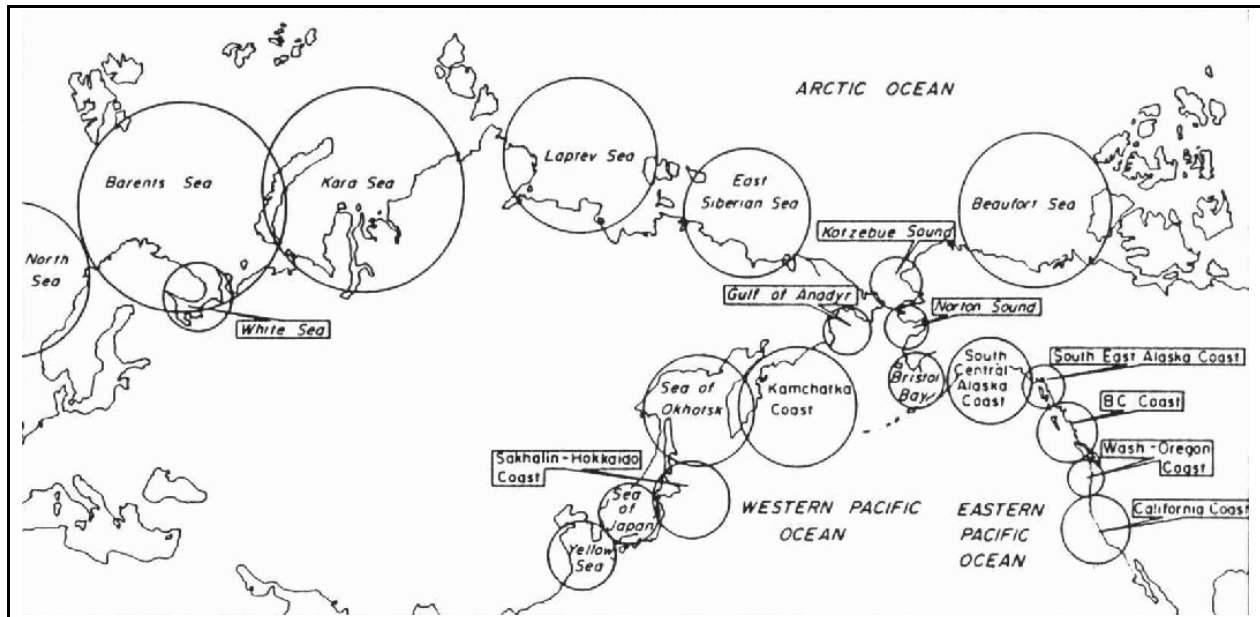 ARCTIC OCEAN
Laptev Sea
Barents Sea
Kara Sea
East
Siberian Sea
Beaufort Sea
Kotzebue Sound
North
Sea
Gulf of Anadyr
Norton Sound
White Sea
South
Central
Alaska
Coast
South East Alaska Coast
Bristol
Bay
Sea of
Okhotsk
Kamchatka
Coast
BC Coast
Sakhalin-Hokkaido
Coast
Wash-Oregon
Coast
Sea
of
Japan
WESTERN PACIFIC
OCEAN
EASTERN
PACIFIC
OCEAN
California Coast
Yellow
Sea